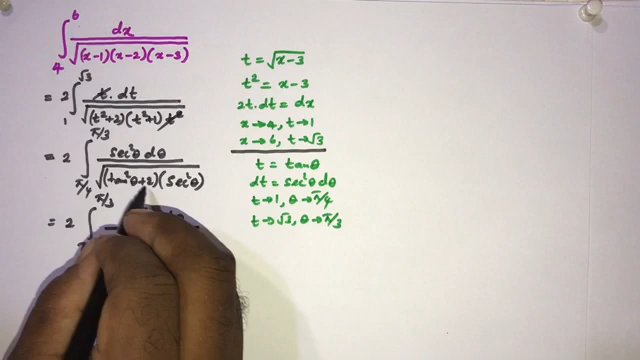 ∫₄⁶ dx / √((x-1)(x-2)(x-3))
= 2 ∫₁^√3 t. dt / √((t²+2)(t²+1) t²)
= 2 ∫_π/4^π/3 sec²θ dθ / √((tan²θ+2)(sec²θ))
= 2 ∫^π/3
t = √(x-3)
t² = x-3
2t. dt = dx
x→4, t→1
x→6, t→√3
t = tanθ
dt = sec²θ dθ
t→1, θ→π/4
t→√3, θ→π/3